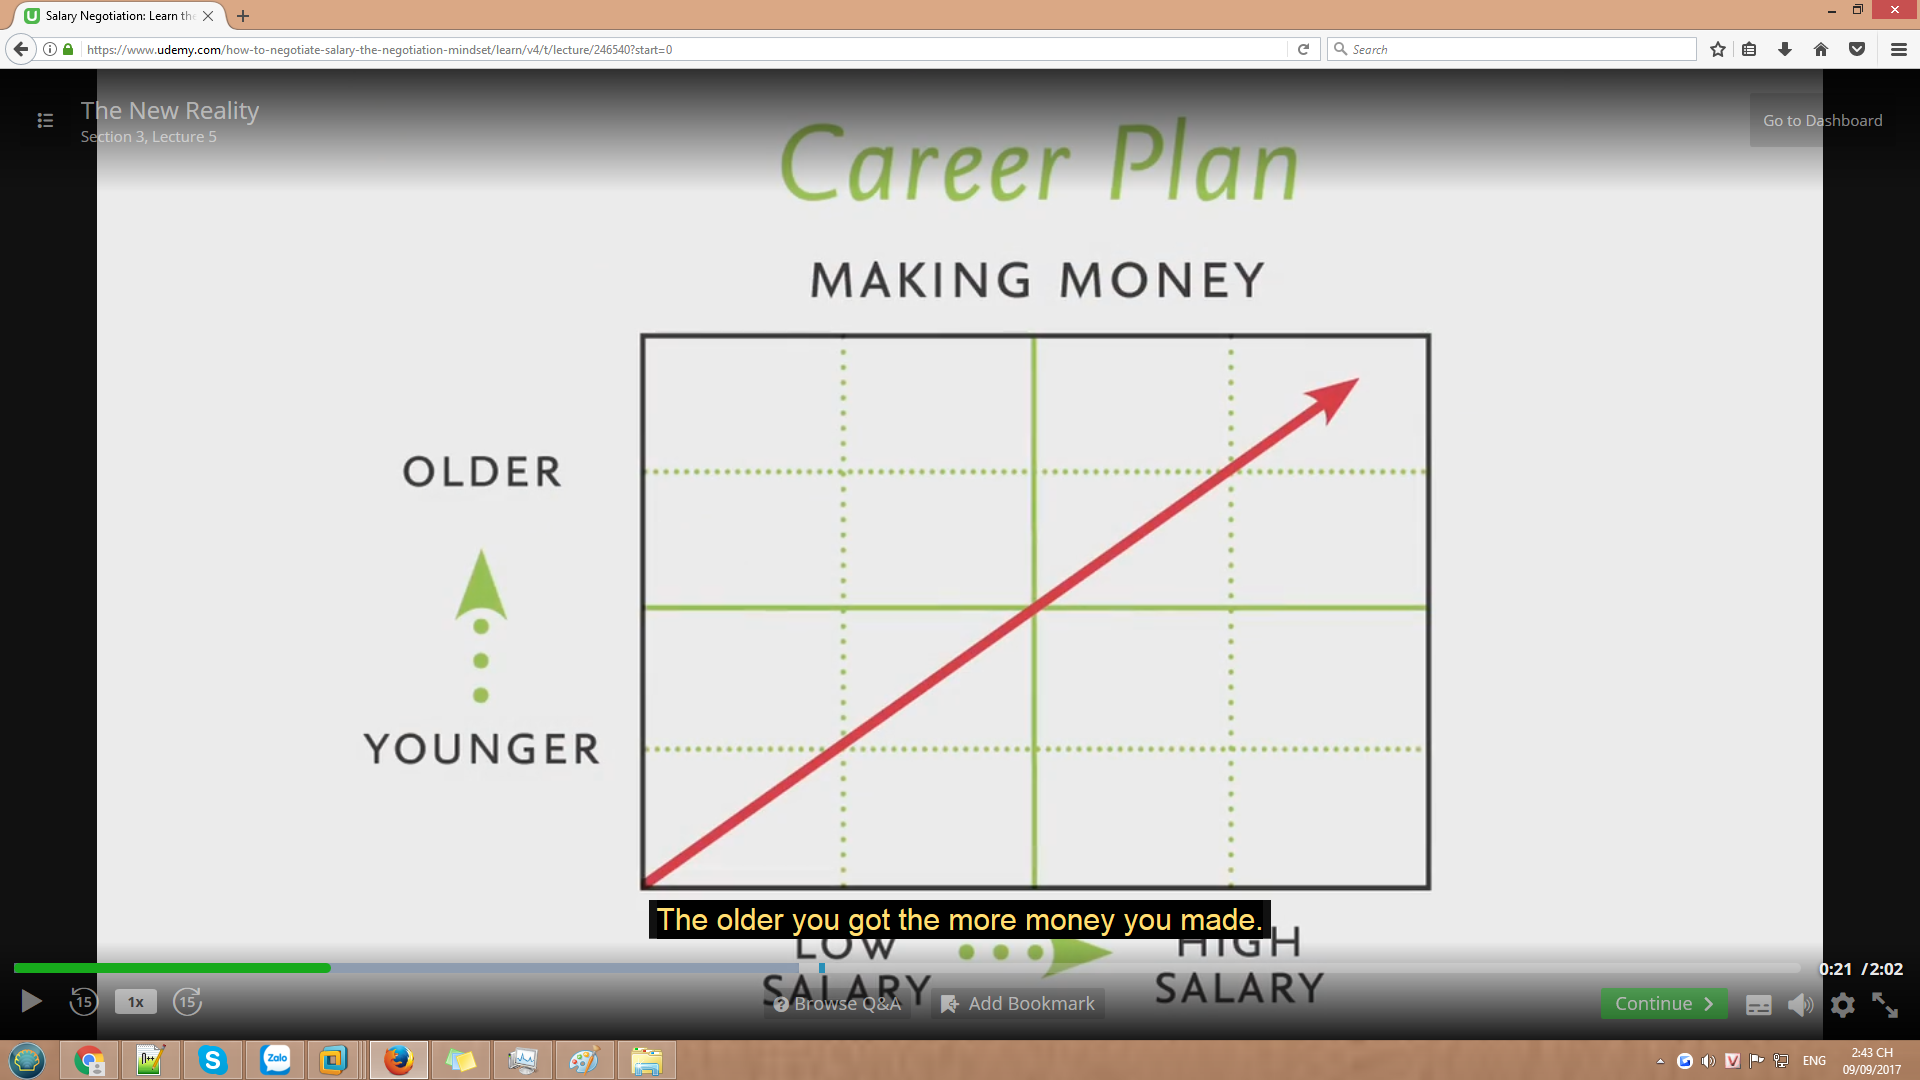 Salary Negotiation: Learn the
https://www.udemy.com/how-to-negotiate-salary-the-negotiation-mindset/learn/v4/t/lecture/246540?start=0
Search
The New Reality
Section 3, Lecture 5
Go to Dashboard
Career Plan
MAKING MONEY
OLDER
YOUNGER
The older you got the more money you made.
LOW SALARY
HIGH SALARY
0:21 / 2:02
15
1x
15
Browse Q&A
Add Bookmark
Continue
Zalo
ENG
2:43 CH
09/09/2017